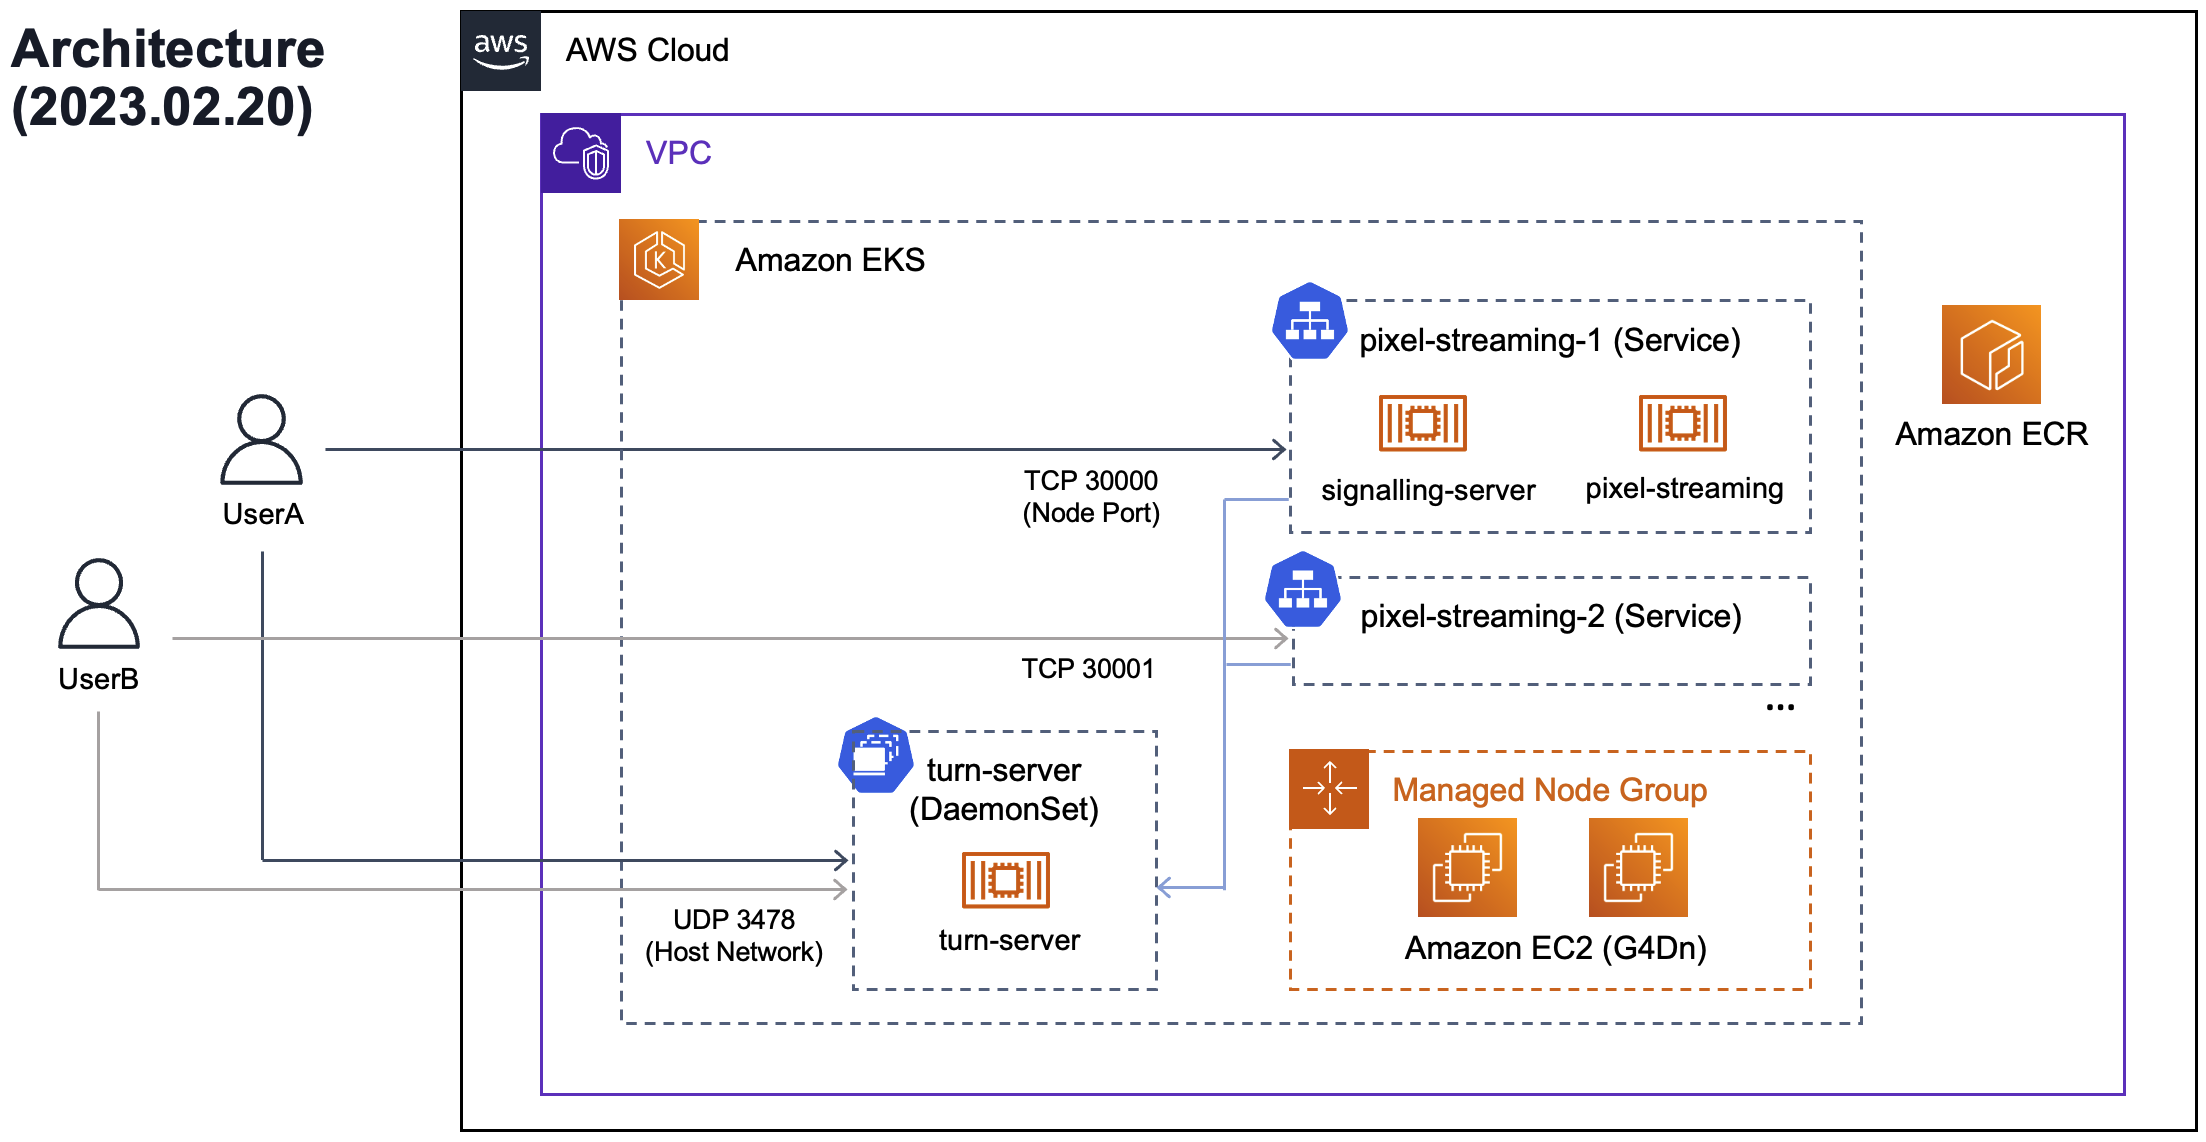 Architecture
(2023.02.20)
aws
AWS Cloud
VPC
K
Amazon EKS
pixel-streaming-1 (Service)
signalling-server
pixel-streaming
Amazon ECR
UserA
TCP 30000
(Node Port)
pixel-streaming-2 (Service)
UserB
TCP 30001
...
turn-server
(DaemonSet)
turn-server
UDP 3478
(Host Network)
Managed Node Group
Amazon EC2 (G4Dn)